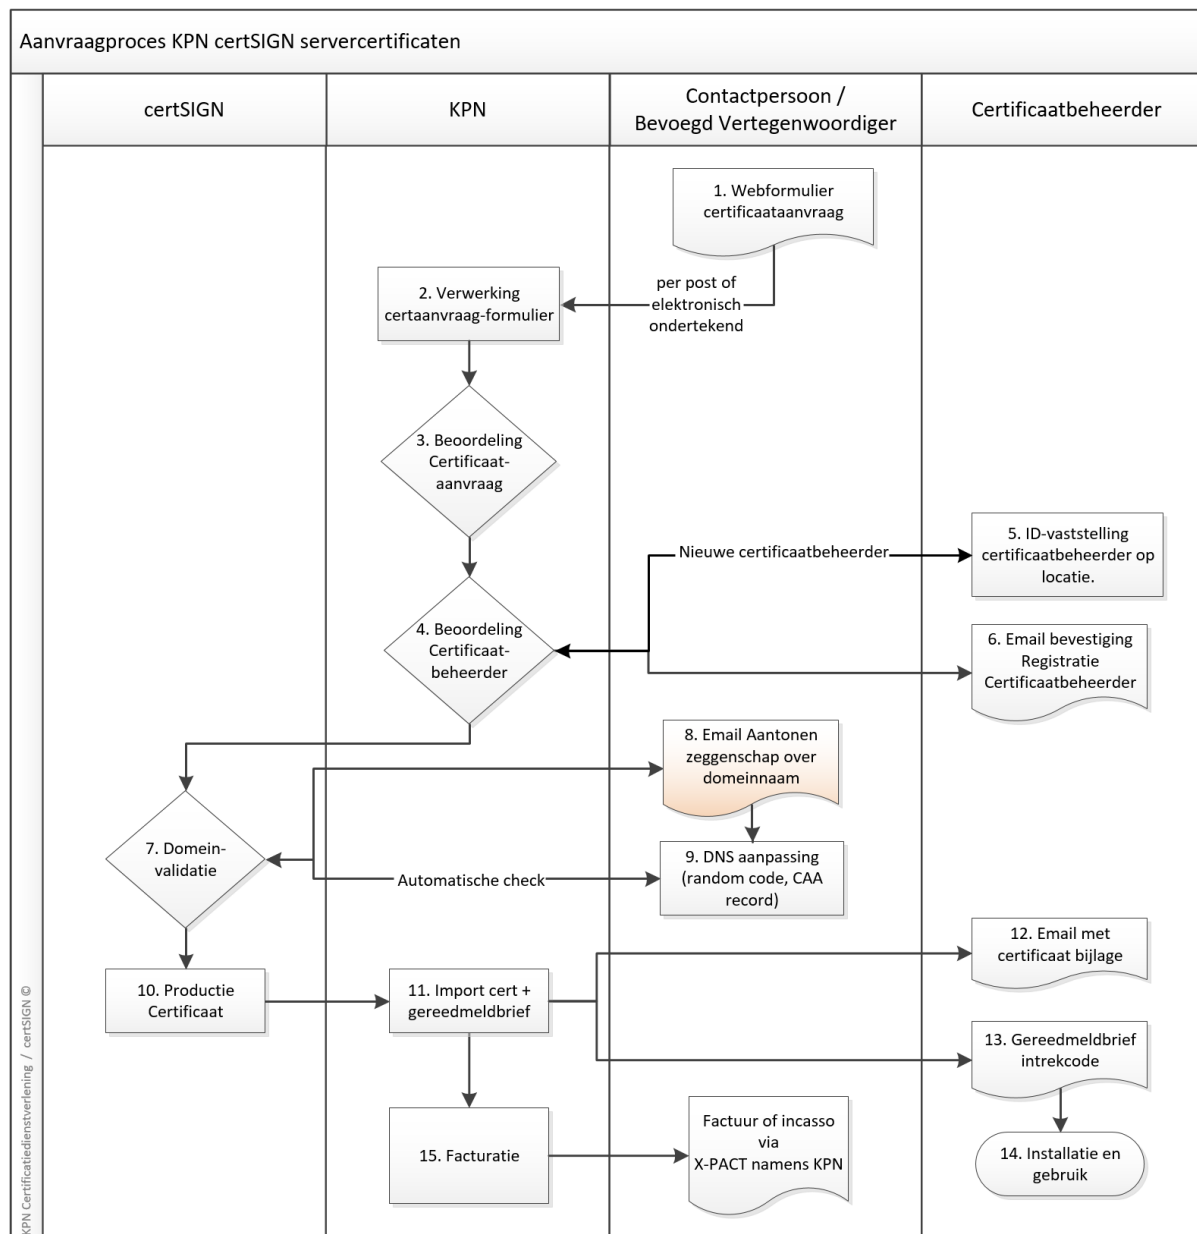 Aanvraagproces KPN certSIGN servercertificaten
certSIGN
KPN
Contactpersoon /
Bevoegd Vertegenwoordiger
Certificaatbeheerder
1. Webformulier
certificaataanvraag
per post of
elektronisch
ondertekend
2. Verwerking
certaanvraag-formulier
3. Beoordeling
Certificaat-
aanvraag
Nieuwe certificaatbeheerder
5. ID-vaststelling
certificaatbeheerder op
locatie.
4. Beoordeling
Certificaat-
beheerder
6. Email bevestiging
Registratie
Certificaatbeheerder
8. Email Aantonen
zeggenschap over
domeinnaam
7. Domein-
validatie
Automatische check
9. DNS aanpassing
(random code, CAA
record)
12. Email met
certificaat bijlage
10. Productie
Certificaat
11. Import cert +
gereedmeldbrief
13. Gereedmeldbrief
intrekcode
15. Facturatie
Factuur of incasso
via
X-PACT namens KPN
14. Installatie en
gebruik
KPN Certificatiedienstverlening / certSIGN ©